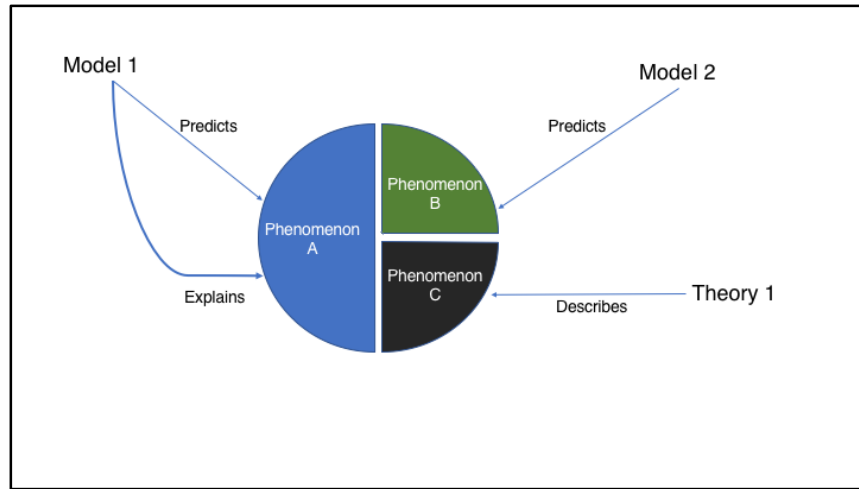 Model 1
Model 2
Predicts
Predicts
Phenomenon
B
Phenomenon
A
Phenomenon
C
Explains
Describes
Theory 1